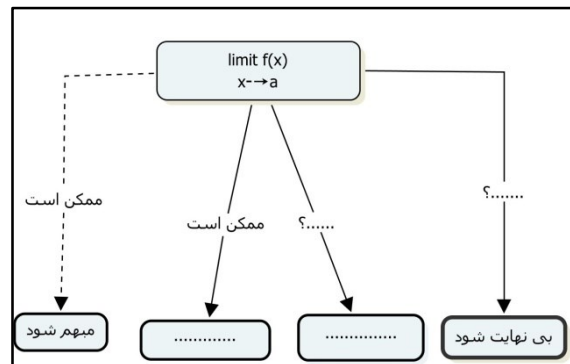 limit f(x)
x-→a
ممکن است
ممکن است
؟......
؟.......
مبهم شود
.............
...............
بی نهایت شود